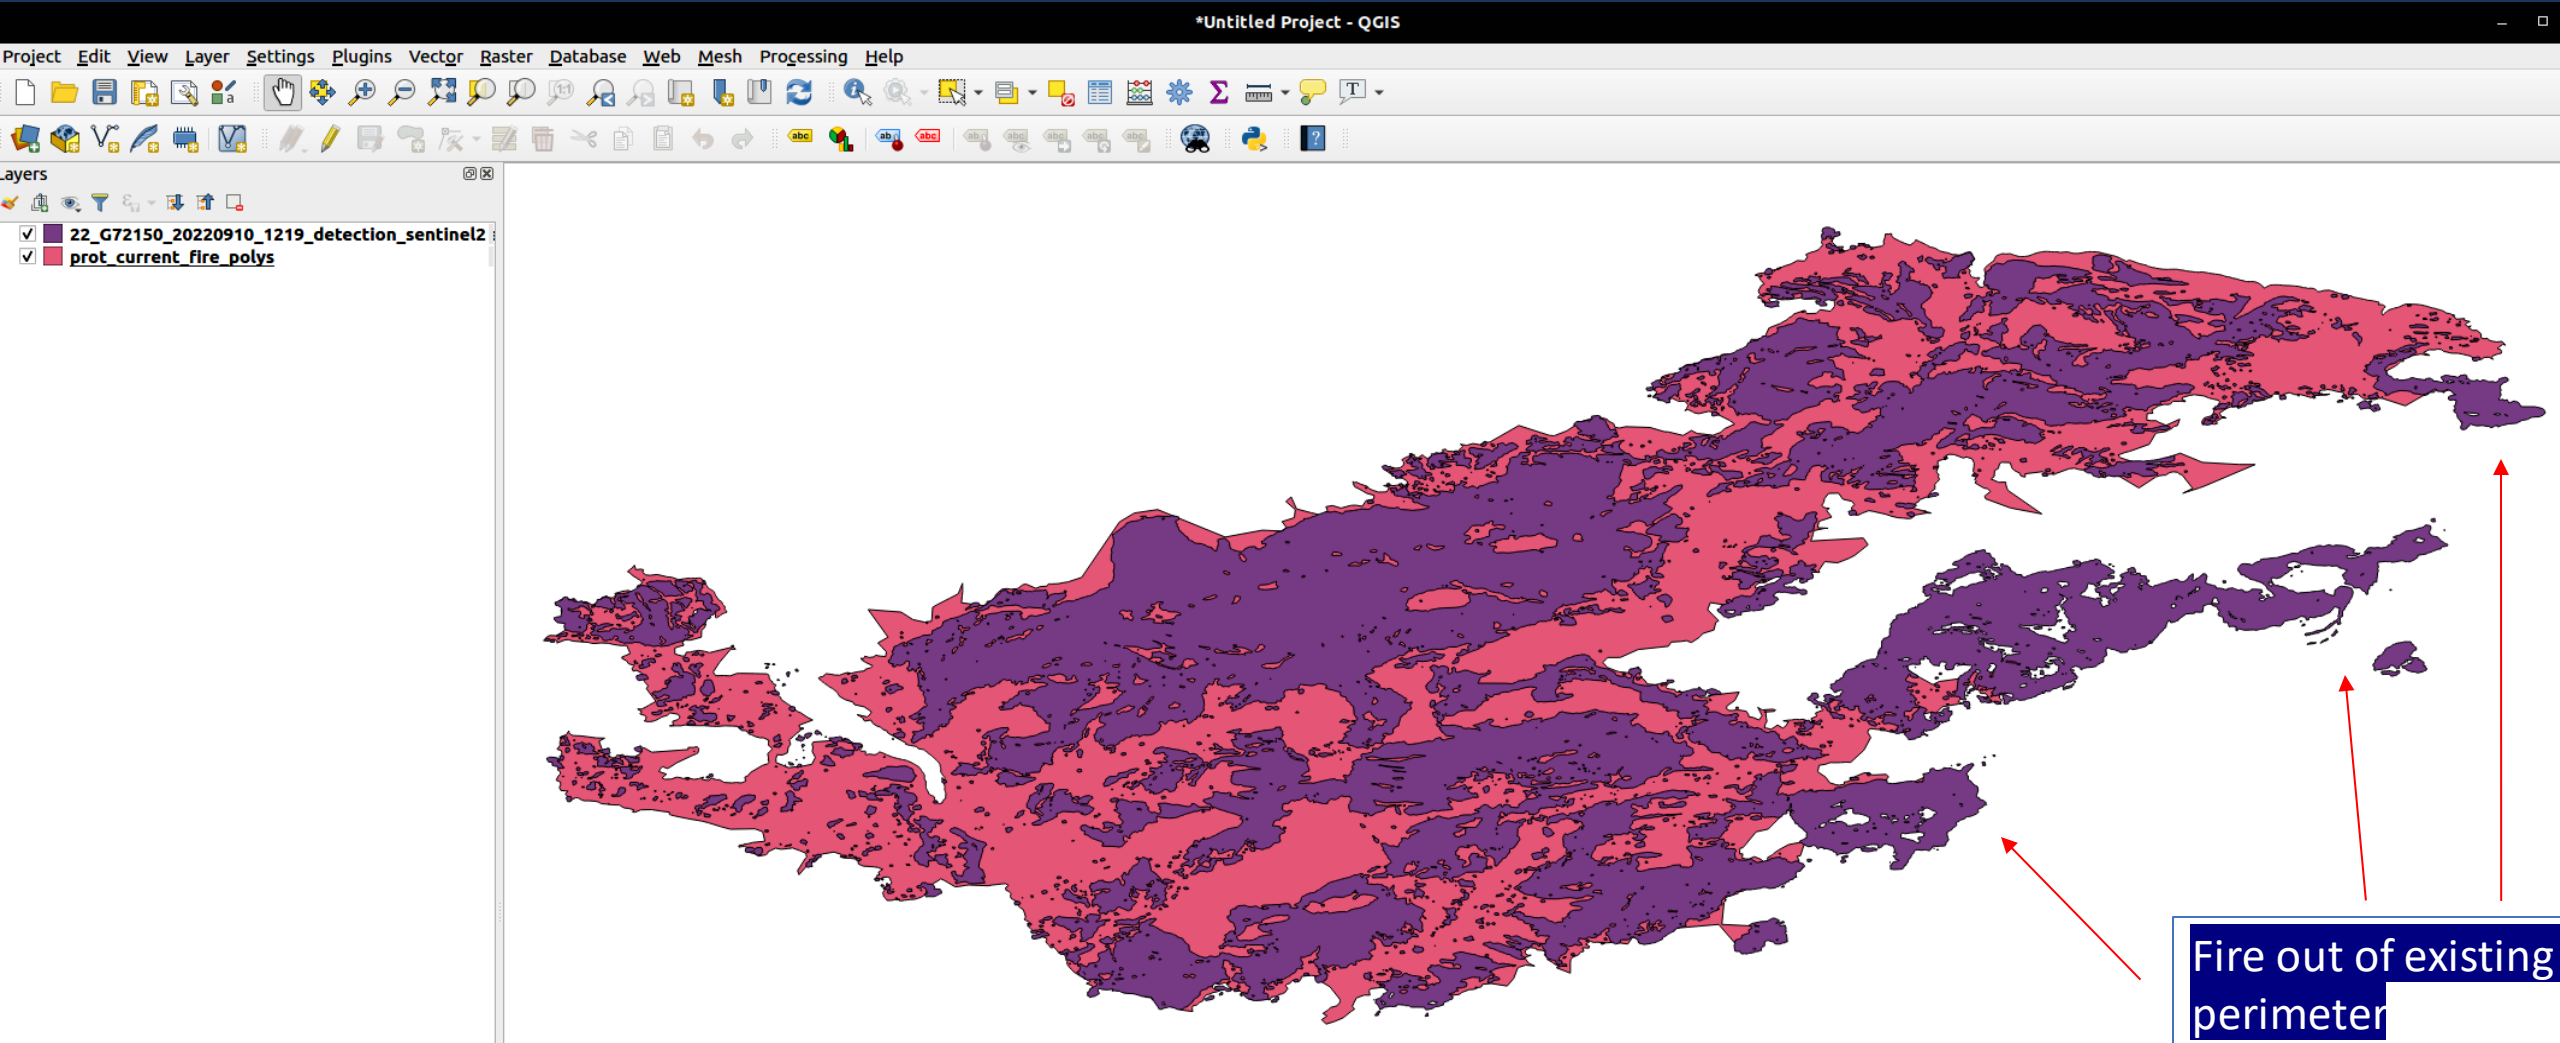 *Untitled Project - QGIS
Project Edit View Layer Settings Plugins Vector Raster Database Web Mesh Processing Help
Layers
22_G72150_20220910_1219_detection_sentinel2
prot_current_fire_polys
Fire out of existing
perimeter